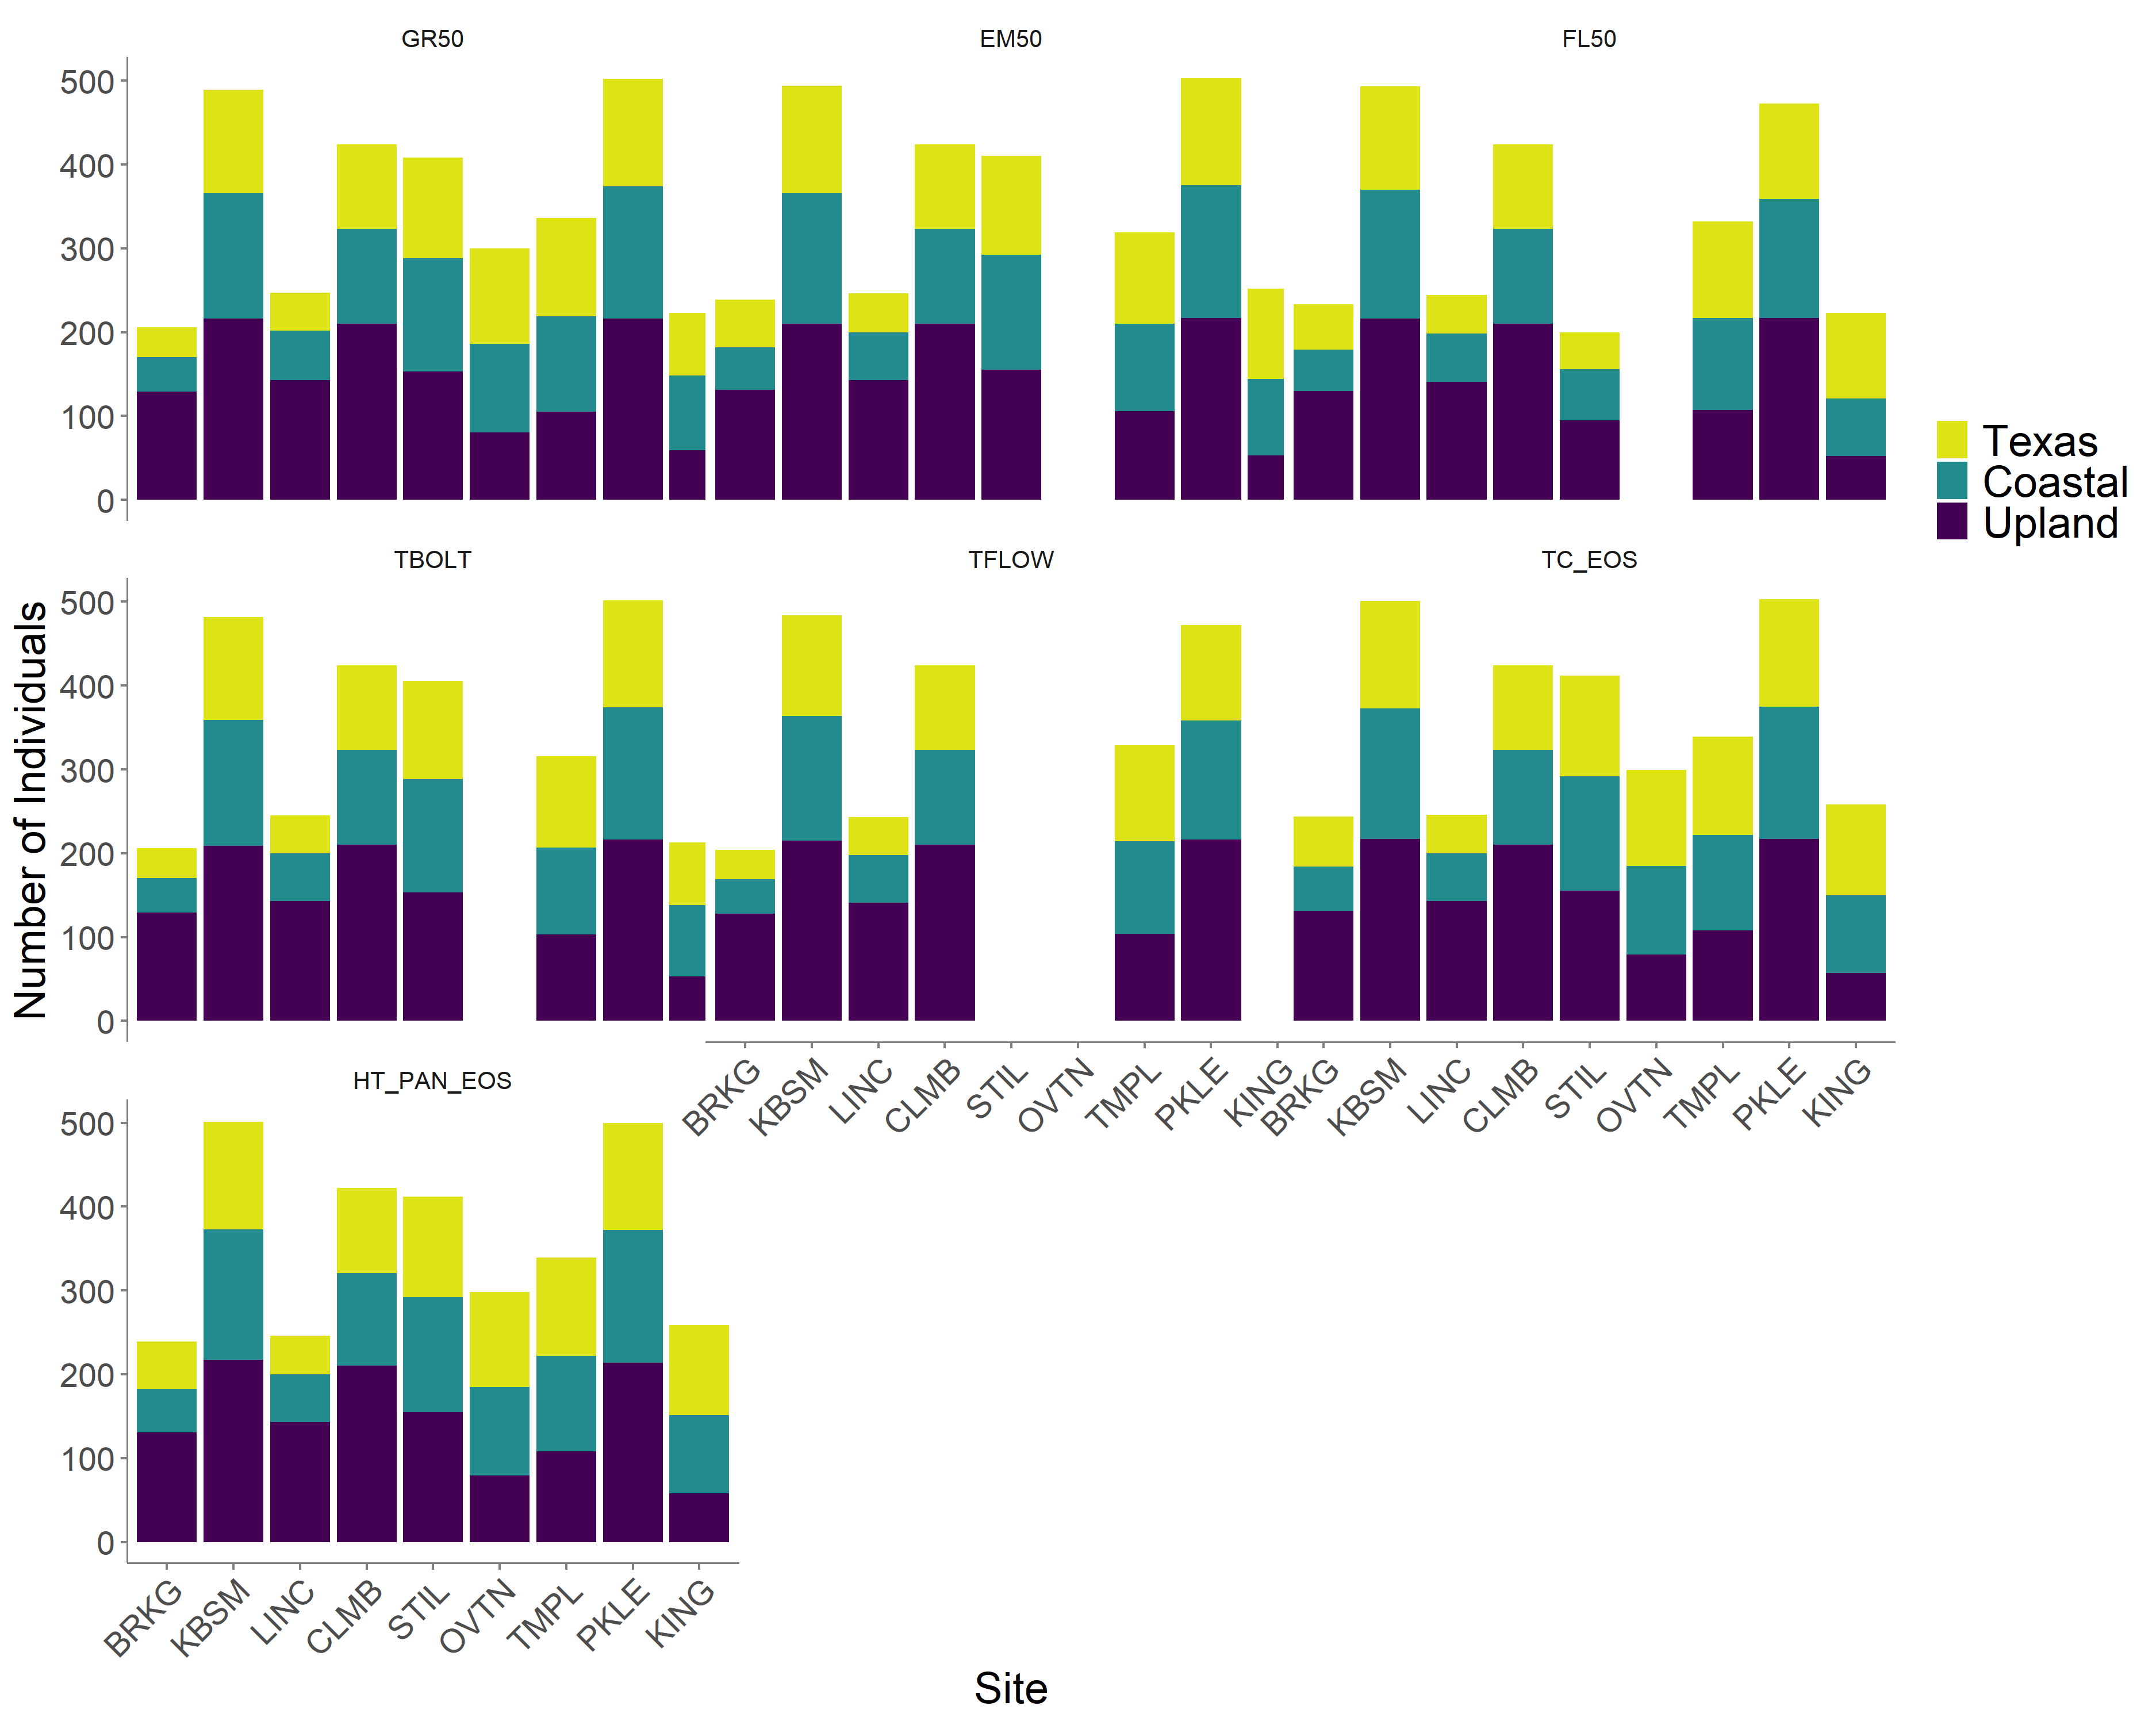 GR50 EM50 FL50
500
400
300
200
100
0
Texas
Coastal
Upland
TBOLT TFLOW TC_EOS
Number of Individuals
500
400
300
200
100
0
BRKG KBSM LINC CLMB STIL OVTN TMPL PKLE KING BRKG KBSM LINC CLMB STIL OVTN TMPL PKLE KING
HT_PAN_EOS
500
400
300
200
100
0
BRKG KBSM LINC CLMB STIL OVTN TMPL PKLE KING
Site